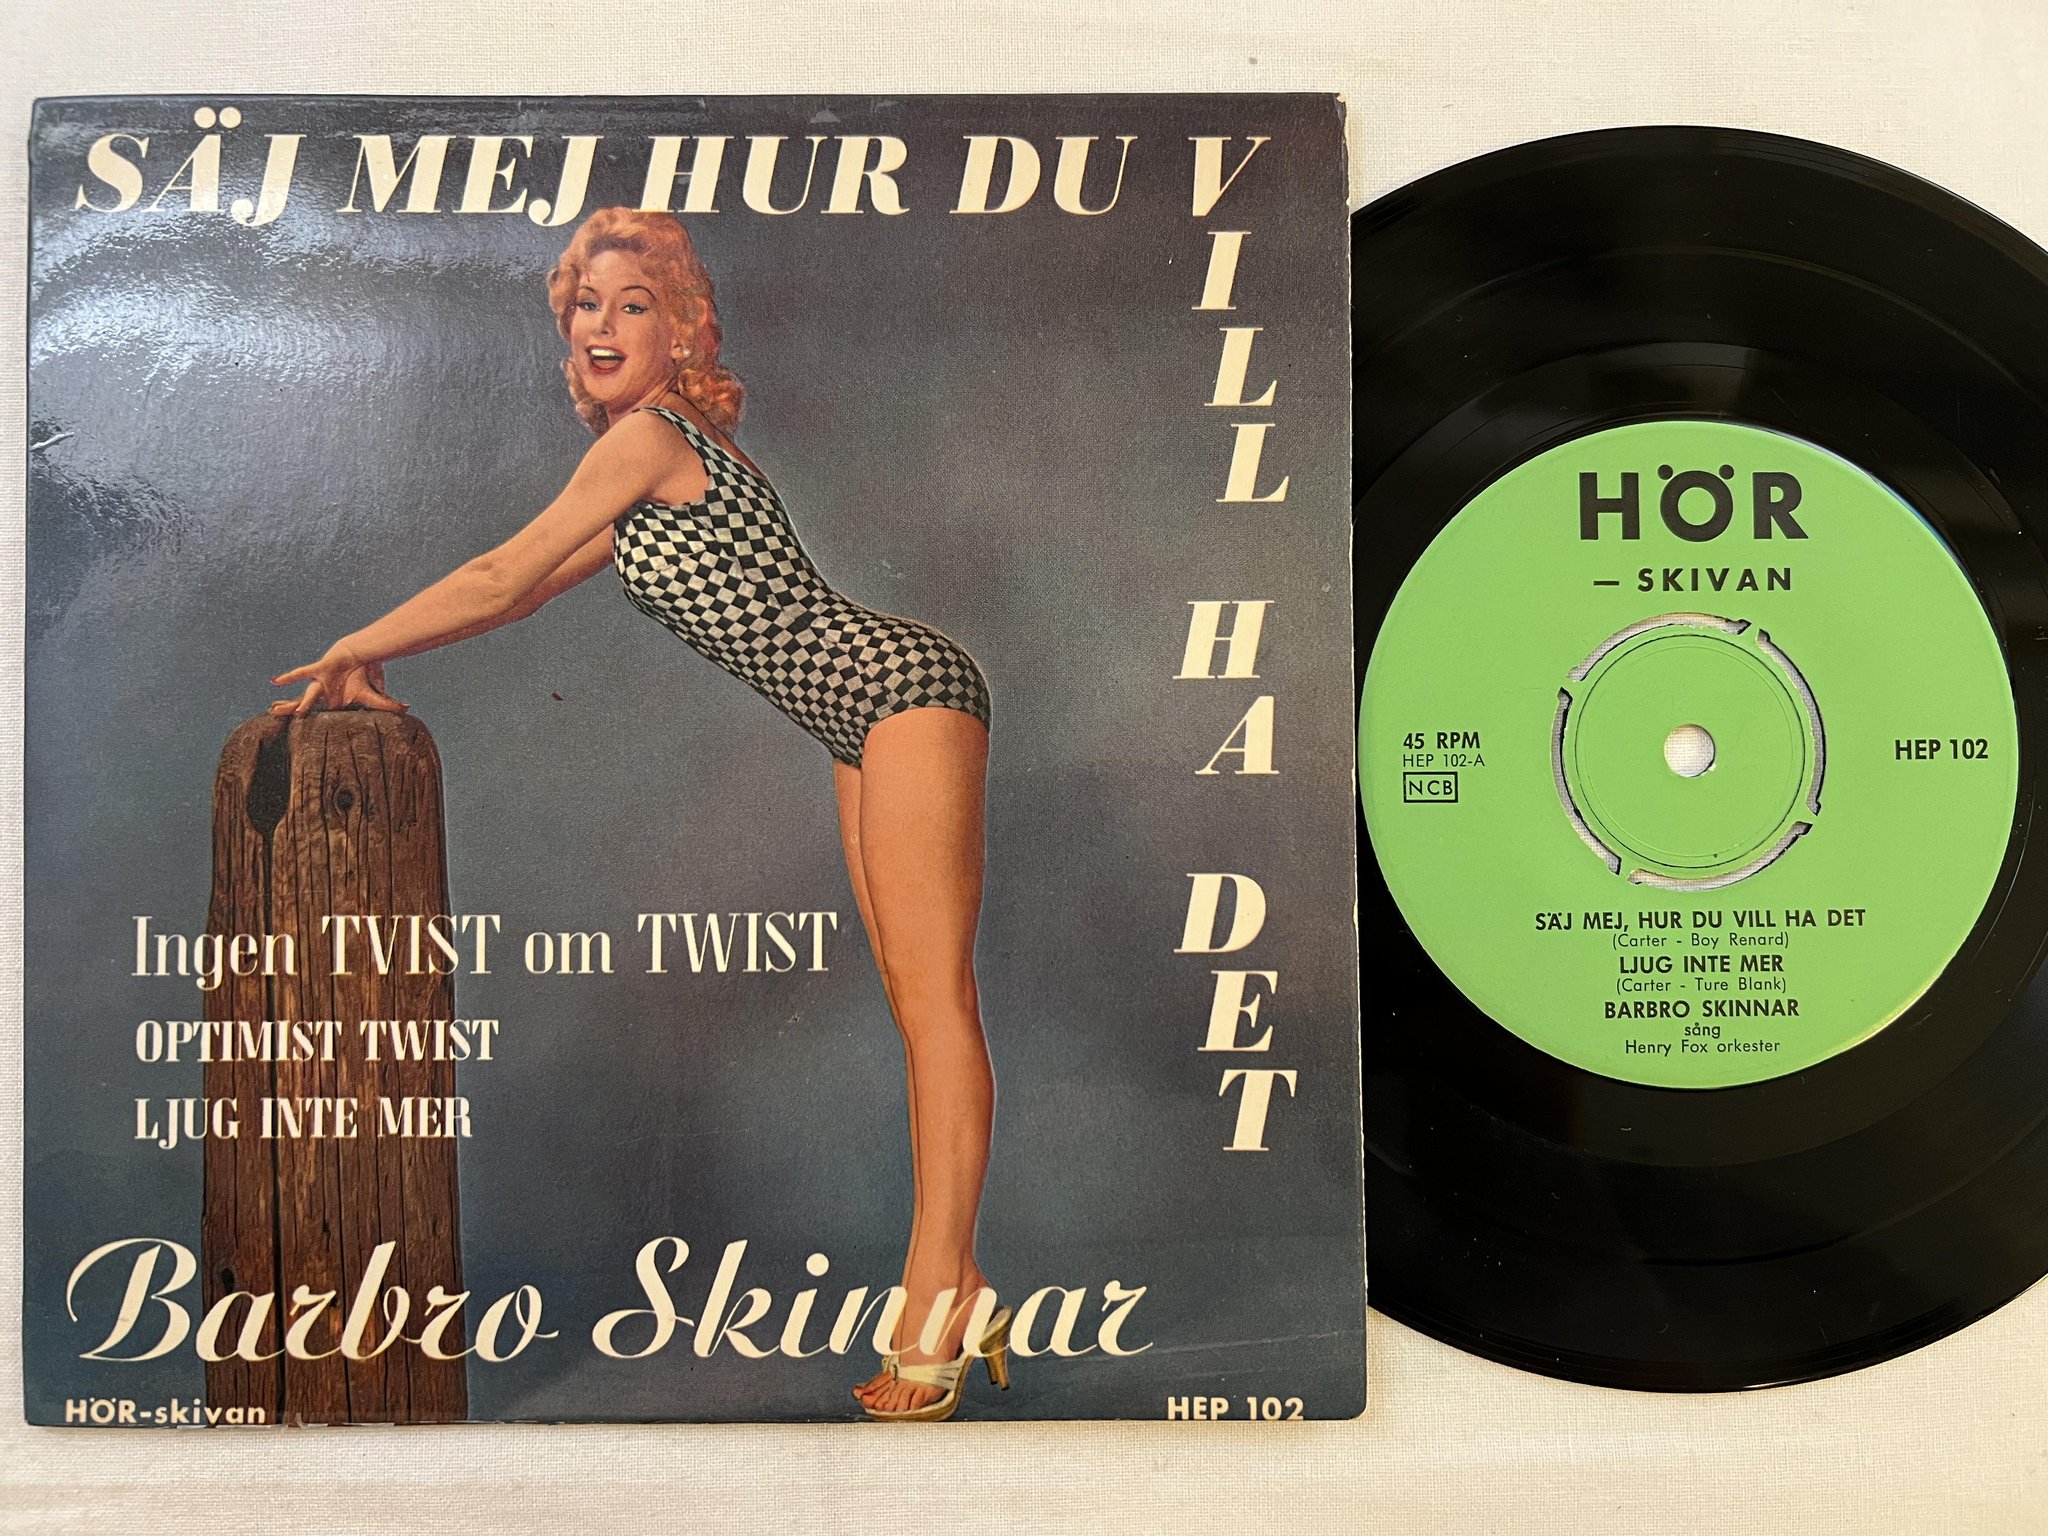 SÄJ MEJ HUR DU VILL HA DET
Ingen TVIST om TWIST
OPTIMIST TWIST
LJUG INTE MER
Barbro Skinnar
HÖR-skivan
HEP 102
HÖR
— SKIVAN
45 RPM
HEP 102-A
NCB
HEP 102
SÄJ MEJ, HUR DU VILL HA DET
(Carter - Boy Renard)
LJUG INTE MER
(Carter - Ture Blank)
BARBRO SKINNAR
sång
Henry Fox orkester